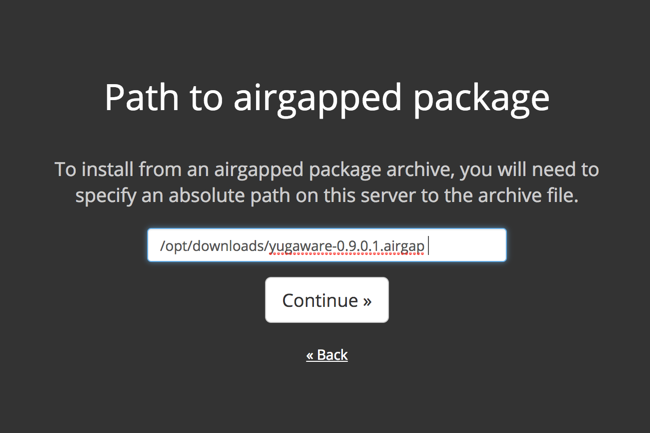 Path to airgapped package
To install from an airgapped package archive, you will need to
specify an absolute path on this server to the archive file.
/opt/downloads/yugaware-0.9.0.1.airgap
Continue »
« Back